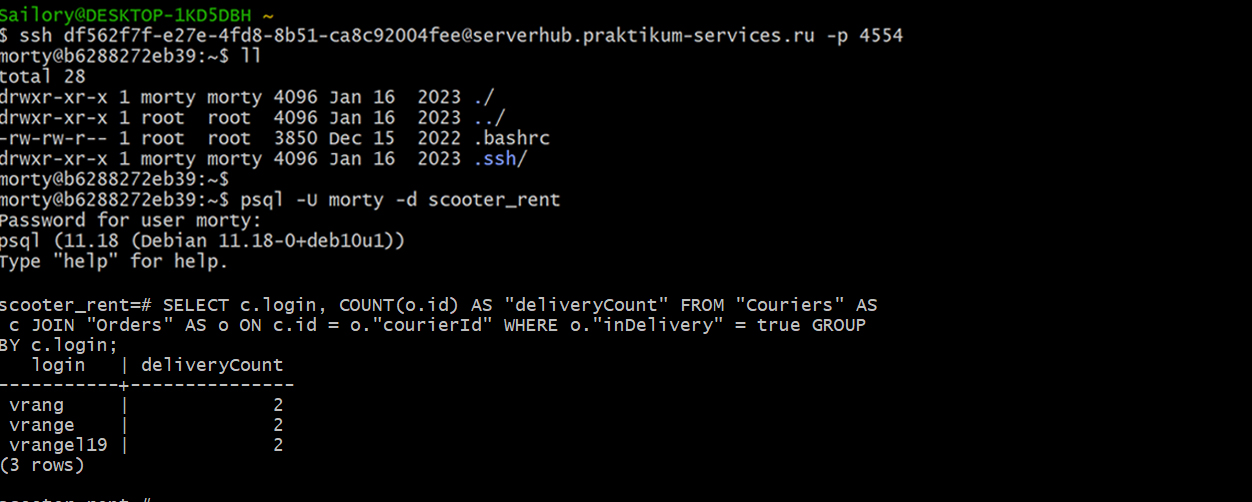 Sailory@DESKTOP-1KD5DBH ~
$ ssh df562f7f-e27e-4fd8-8b51-ca8c92004fee@serverhub.praktikum-services.ru -p 4554
morty@b6288272eb39:~$ ll
total 28
drwxr-xr-x 1 morty morty 4096 Jan 16  2023 ./
drwxr-xr-x 1 root  root  4096 Jan 16  2023 ../
-rw-rw-r-- 1 root  root  3850 Dec 15  2022 .bashrc
drwxr-xr-x 1 morty morty 4096 Jan 16  2023 .ssh/
morty@b6288272eb39:~$
morty@b6288272eb39:~$ psql -U morty -d scooter_rent
Password for user morty:
psql (11.18 (Debian 11.18-0+deb10u1))
Type "help" for help.
scooter_rent=# SELECT c.login, COUNT(o.id) AS "deliveryCount" FROM "Couriers" AS
 c JOIN "Orders" AS o ON c.id = o."courierId" WHERE o."inDelivery" = true GROUP
BY c.login;
   login   | deliveryCount
-----------+---------------
 vrang     |             2
 vrange    |             2
 vrangel19 |             2
(3 rows)